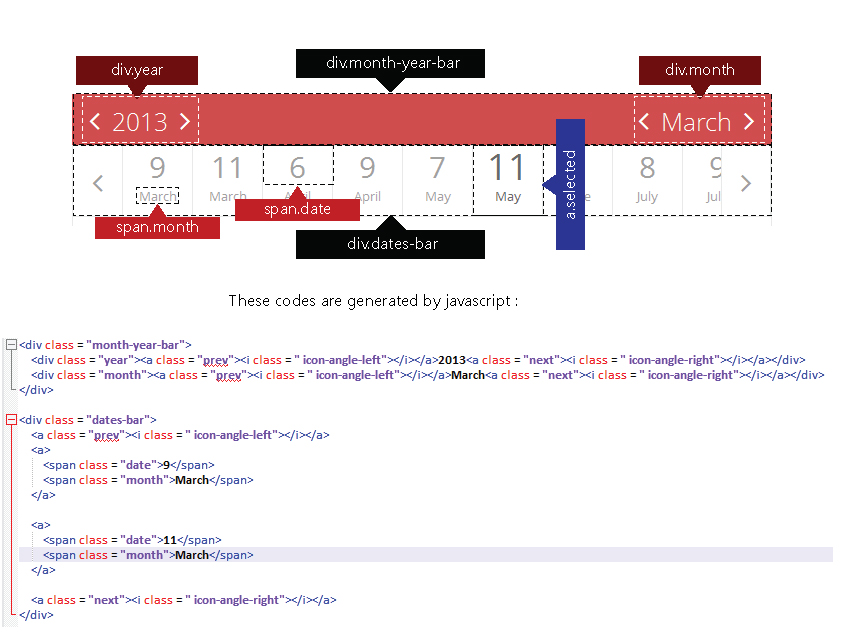 div.year
div.month-year-bar
div.month
2013
March
9
11
6
9
7
11
8
9
March
March
April
May
May
July
Jul
a.selected
span.date
span.month
div.dates-bar
These codes are generated by javascript :
<div class = "month-year-bar">
<div class = "year"><a class = "prev"><i class = " icon-angle-left"></i></a>2013<a class = "next"><i class = " icon-angle-right"></i></a></div>
<div class = "month"><a class = "prev"><i class = " icon-angle-left"></i></a>March<a class = "next"><i class = " icon-angle-right"></i></a></div>
</div>
<div class = "dates-bar">
<a class = "prev"><i class = " icon-angle-left"></i></a>
<a>
<span class = "date">9</span>
<span class = "month">March</span>
</a>
<a>
<span class = "date">11</span>
<span class = "month">March</span>
</a>
<a class = "next"><i class = " icon-angle-right"></i></a>
</div>